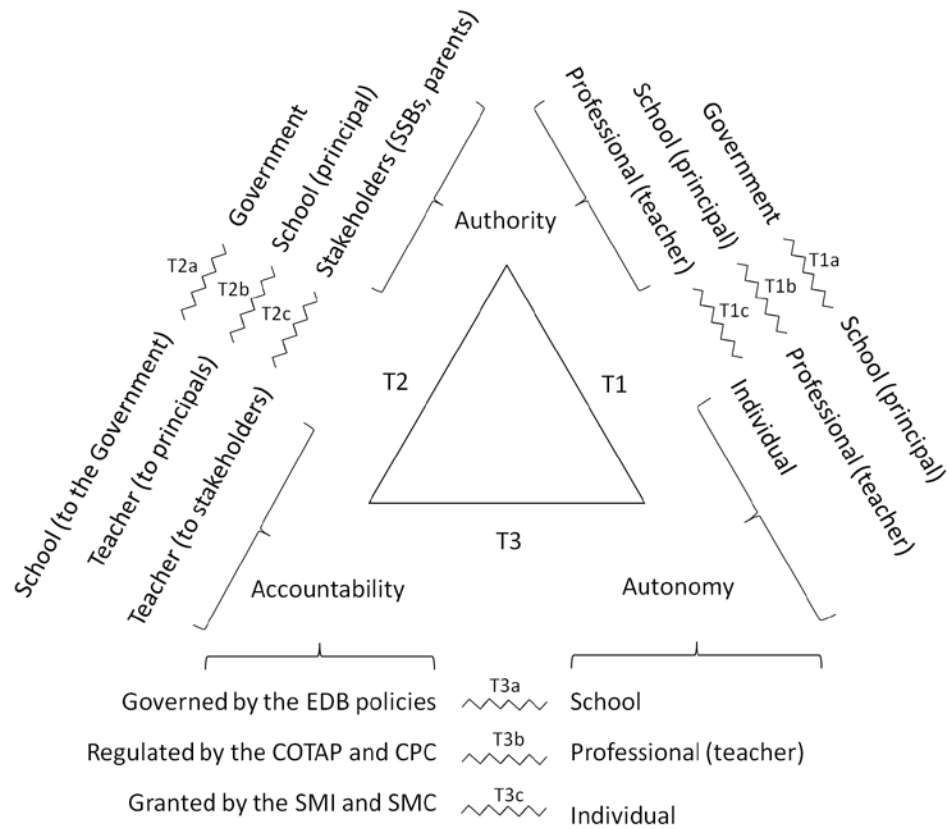 Government
School (principal)
Stakeholders (SSBs, parents)
T2a
T2b
T2c
School (to the Government)
Teacher (to principals)
Teacher (to stakeholders)
Professional (teacher)
School (principal)
Government
T1a
T1b
T1c
Individual
Professional (teacher)
School (principal)
Authority
T2
T1
T3
Accountability
Autonomy
Governed by the EDB policies T3a School
Regulated by the COTAP and CPC T3b Professional (teacher)
Granted by the SMI and SMC T3c Individual